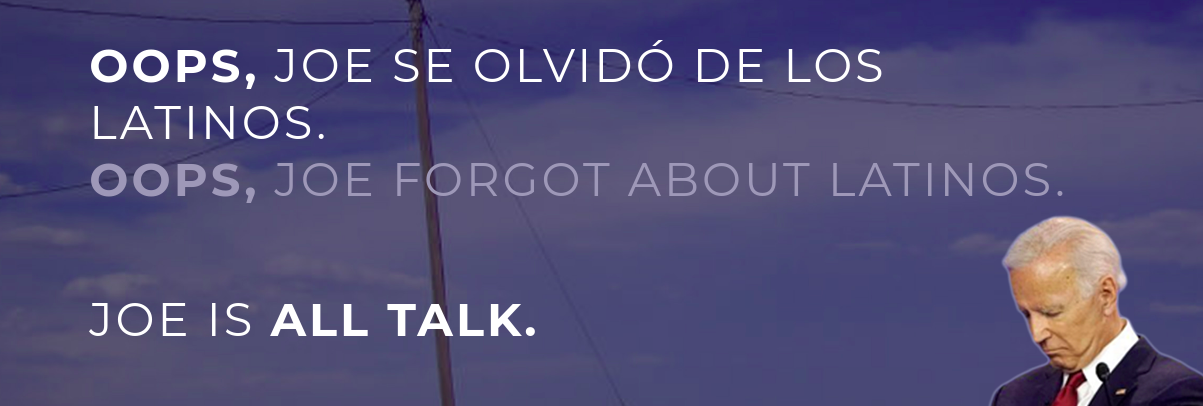 OOPS, JOE SE OLVIDÓ DE LOS
LATINOS.
OOPS, JOE FORGOT ABOUT LATINOS.
JOE IS ALL TALK.